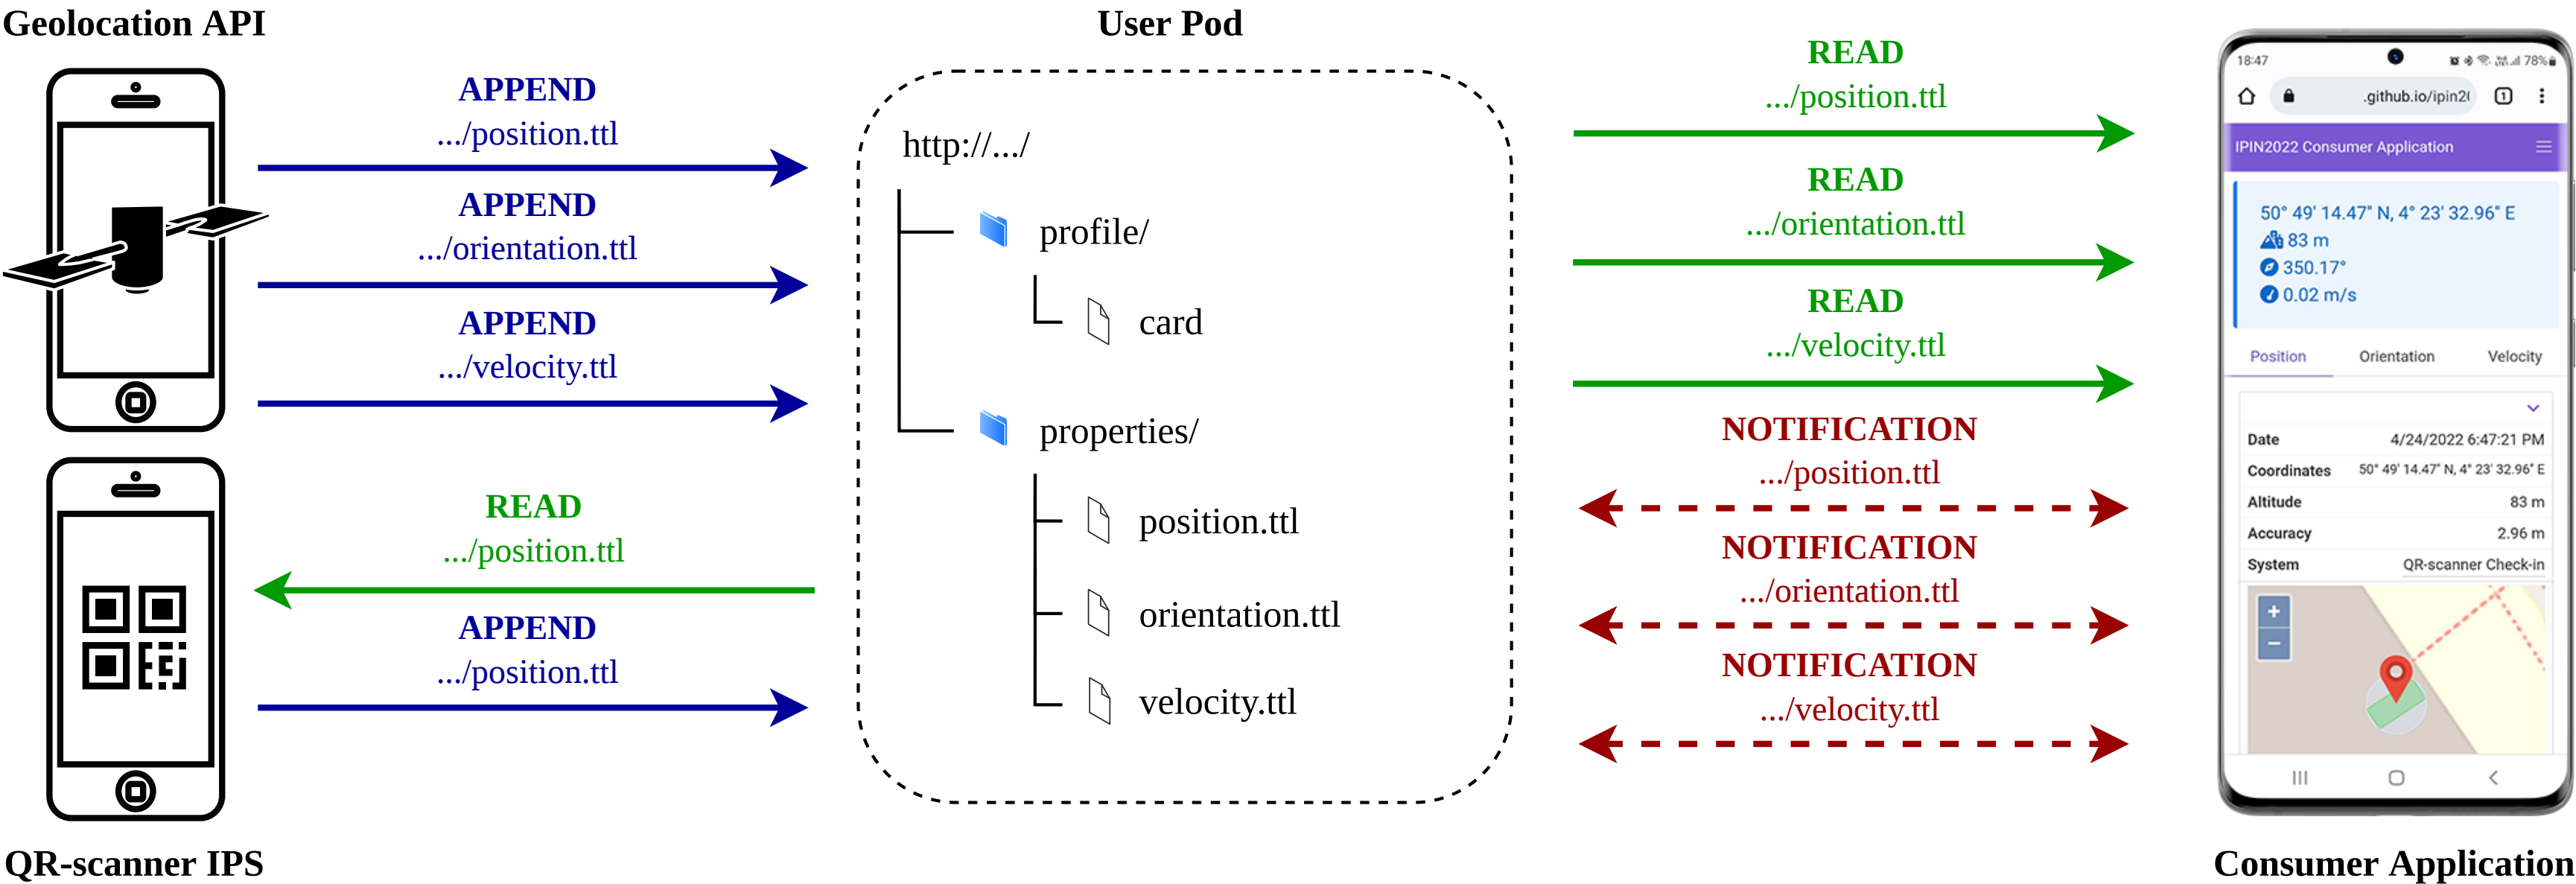 Geolocation API
APPEND
.../position.ttl
APPEND
.../orientation.ttl
APPEND
.../velocity.ttl
READ
.../position.ttl
APPEND
.../position.ttl
QR-scanner IPS
User Pod
http://.../
profile/
card
properties/
position.ttl
orientation.ttl
velocity.ttl
READ
.../position.ttl
READ
.../orientation.ttl
READ
.../velocity.ttl
NOTIFICATION
.../position.ttl
NOTIFICATION
.../orientation.ttl
NOTIFICATION
.../velocity.ttl
18:47 78%
.github.io/ipin2( 1
IPIN2022 Consumer Application
50° 49' 14.47" N, 4° 23' 32.96" E
83 m
350.17°
0.02 m/s
Position Orientation Velocity
Date 4/24/2022 6:47:21 PM
Coordinates 50° 49' 14.47" N, 4° 23' 32.96" E
Altitude 83 m
Accuracy 2.96 m
System QR-scanner Check-in
+
−
Consumer Application